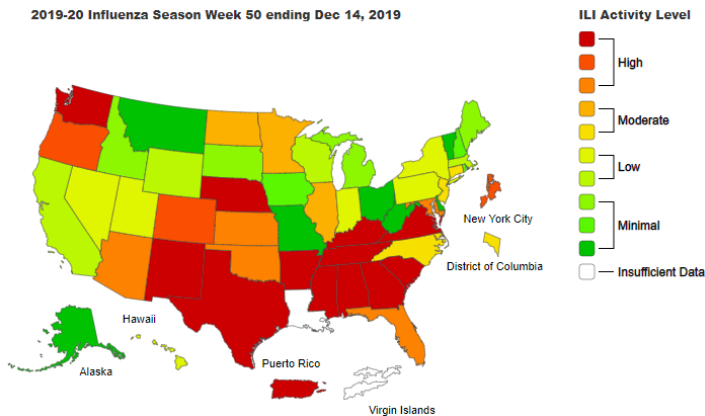 2019-20 Influenza Season Week 50 ending Dec 14, 2019
ILI Activity Level
High
Moderate
Low
Minimal
Insufficient Data
New York City
District of Columbia
Hawaii
Alaska
Puerto Rico
Virgin Islands